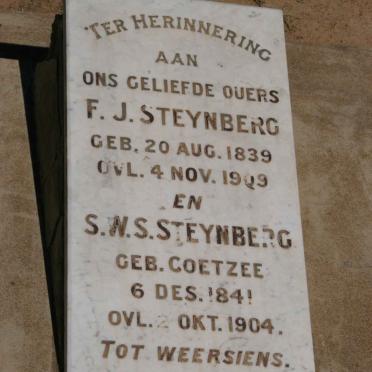 TER HERINNERING
AAN
ONS GELIEFDE OUERS
F. J. STEYNBERG
GEB. 20 AUG. 1839
OVL. 4 NOV. 1909
EN
S.W.S. STEYNBERG
GEB. COETZEE
6 DES. 1841
OVL. 2 OKT. 1904.
TOT WEERSIENS.